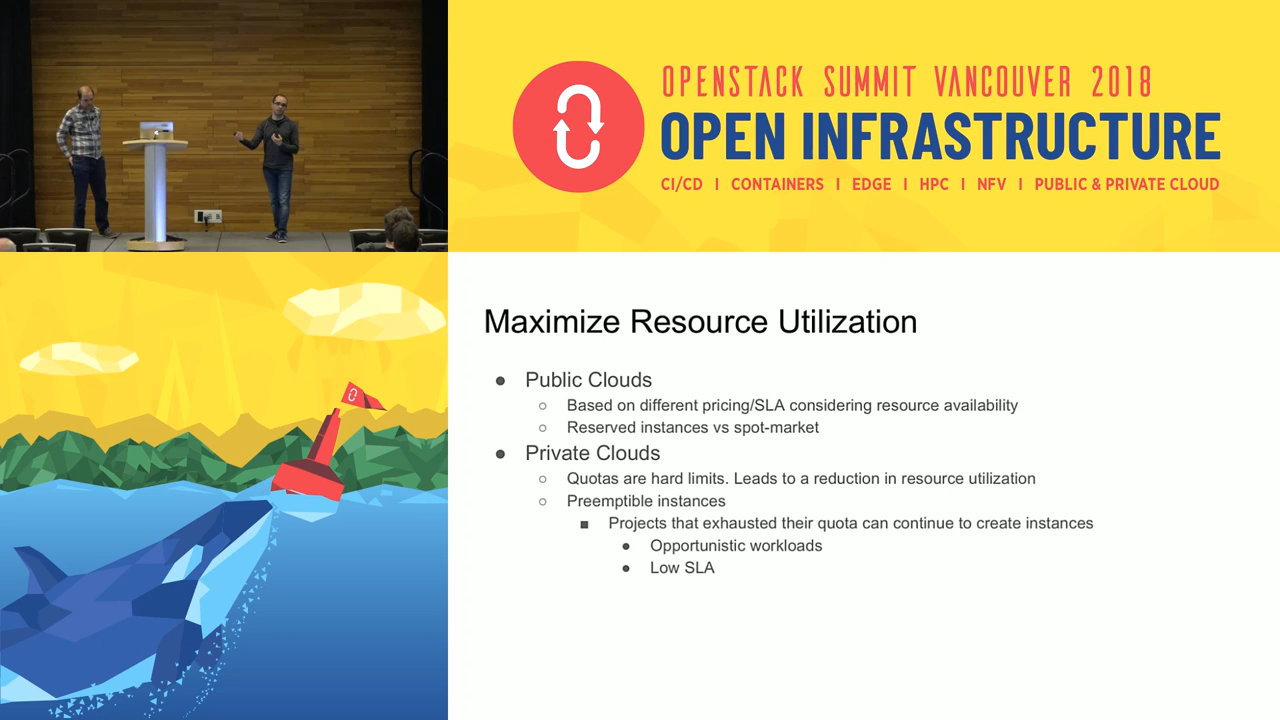 OPENSTACK SUMMIT VANCOUVER 2018
OPEN INFRASTRUCTURE
CI/CD | CONTAINERS | EDGE | HPC | NFV | PUBLIC & PRIVATE CLOUD
Maximize Resource Utilization
● Public Clouds
○ Based on different pricing/SLA considering resource availability
○ Reserved instances vs spot-market
● Private Clouds
○ Quotas are hard limits. Leads to a reduction in resource utilization
○ Preemptible instances
■ Projects that exhausted their quota can continue to create instances
● Opportunistic workloads
● Low SLA